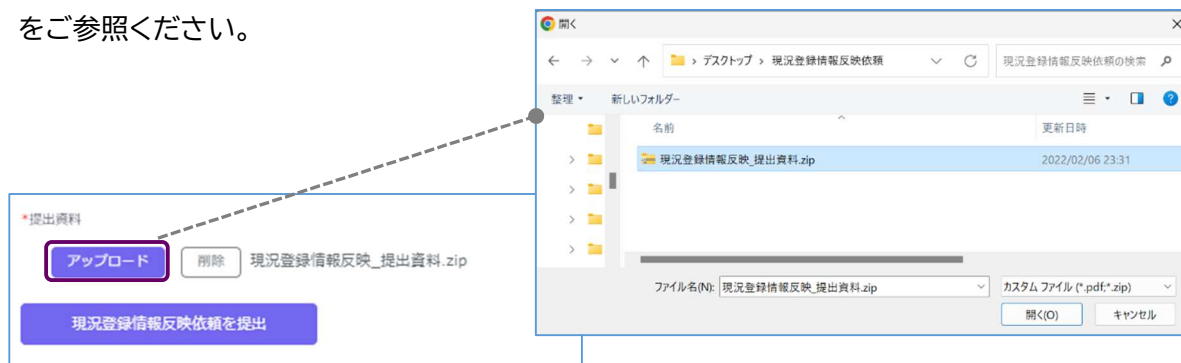 をご参照ください。
開く
デスクトップ › 現況登録情報反映依頼
現況登録情報反映依頼の検索
整理
新しいフォルダー
名前
更新日時
現況登録情報反映_提出資料.zip
2022/02/06 23:31
ファイル名(N):
現況登録情報反映_提出資料.zip
カスタム ファイル (*.pdf;*.zip)
開く(O)
キャンセル
*提出資料
アップロード
削除
現況登録情報反映_提出資料.zip
現況登録情報反映依頼を提出